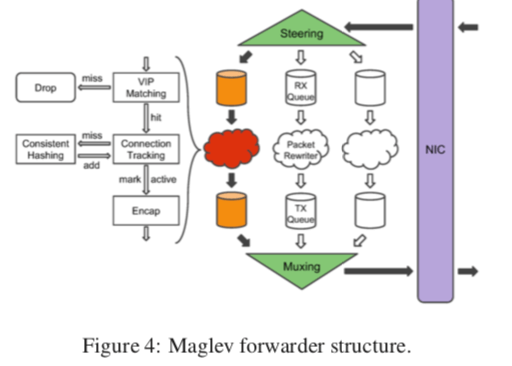 Steering
Drop
miss
VIP
Matching
RX
Queue
hit
Consistent
Hashing
miss
add
Connection
Tracking
Packet
Rewriter
NIC
mark
active
Encap
TX
Queue
Muxing
Figure 4: Maglev forwarder structure.